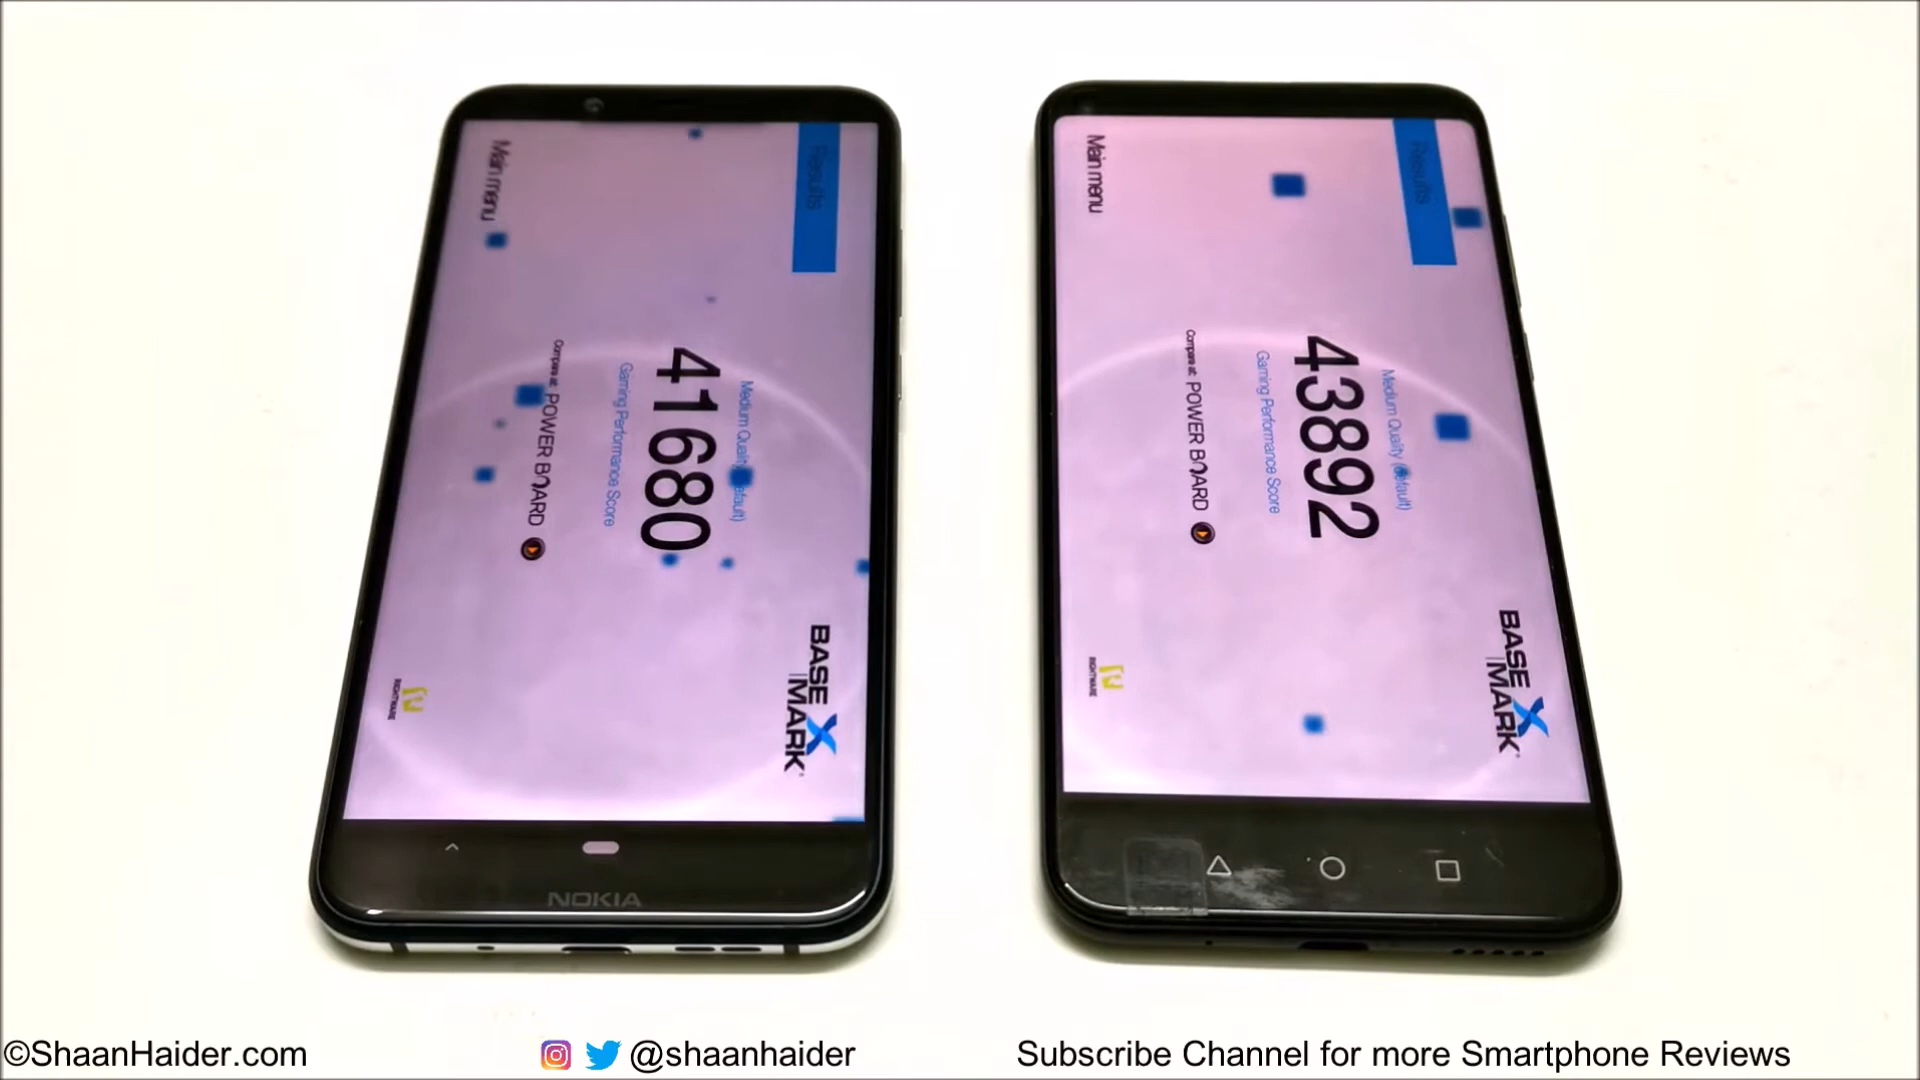 Results
Main menu
Medium Quality (default)
41680
Gaming Performance Score
Compare at: POWER BOARD
BASE
MARK X
RIGHTWARE
NOKIA
Results
Main menu
Medium Quality (default)
43892
Gaming Performance Score
Compare at: POWER BOARD
BASE
MARK X
RIGHTWARE
©ShaanHaider.com
@shaanhaider
Subscribe Channel for more Smartphone Reviews